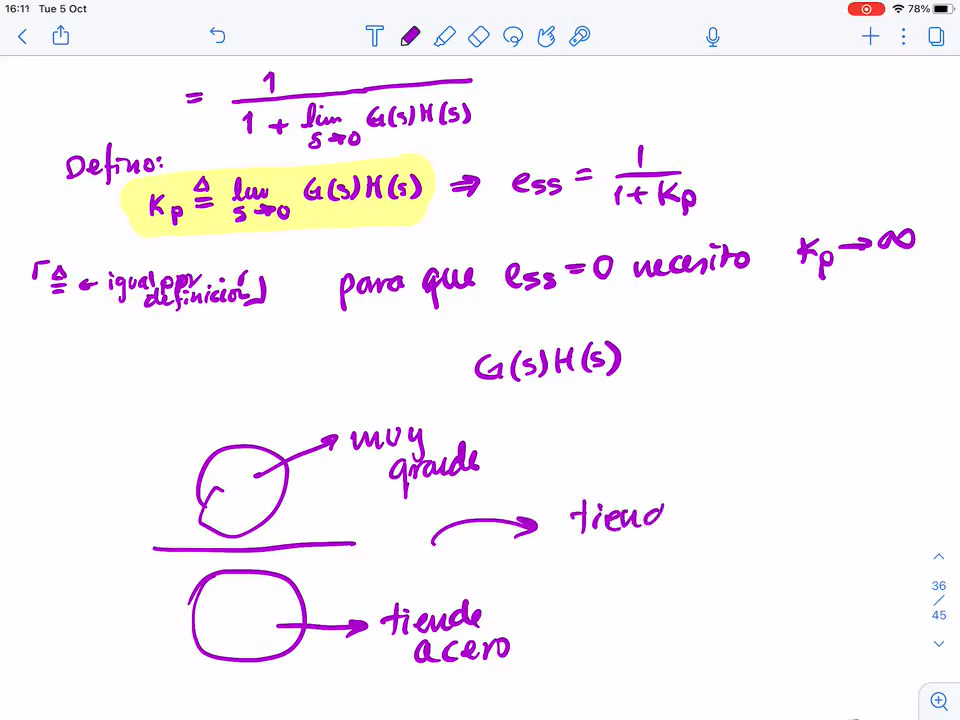 16:11 Tue 5 Oct
78%
= 1 / (1 + lim s→0 G(s)H(s))
Defino:
Kp ≜ lim s→0 G(s)H(s) ⇒ ess = 1 / (1 + Kp)
[≜ ← igual por
definición]
para que ess = 0 necesito Kp → ∞
G(s)H(s)
muy
grande
tiend
tiende
a cero
36
/
45